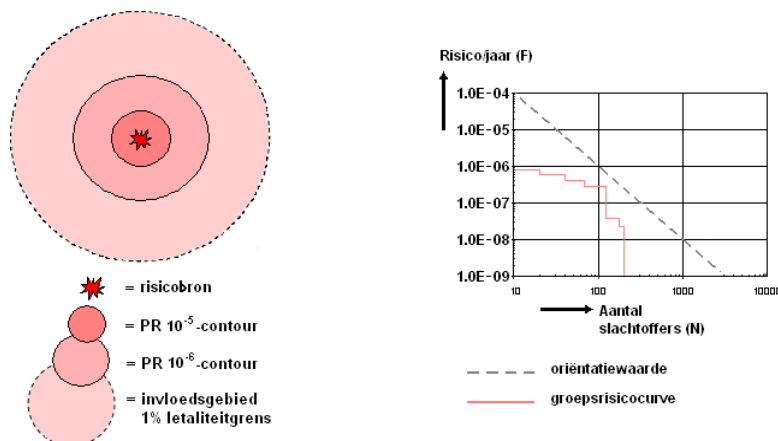 = risicobron
= PR 10⁻⁵-contour
= PR 10⁻⁶-contour
= invloedsgebied
1% letaliteitgrens
Risico/jaar (F)
1.0E-04
1.0E-05
1.0E-06
1.0E-07
1.0E-08
1.0E-09
10 100 1000 10000
Aantal
slachtoffers (N)
oriëntatiewaarde
groepsrisicocurve